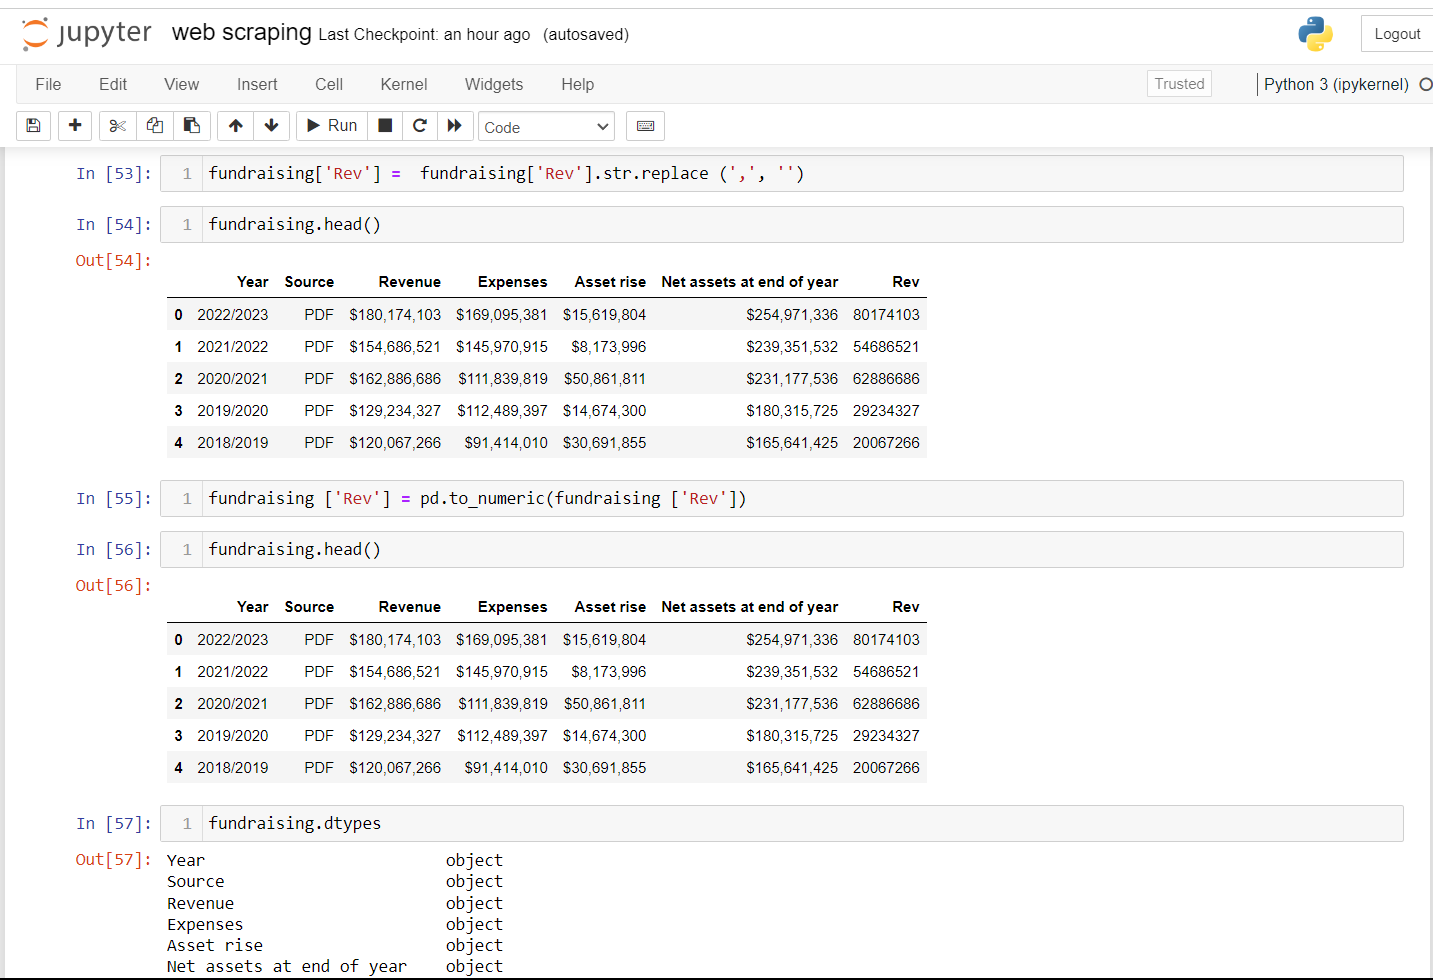 jupyter web scraping Last Checkpoint: an hour ago (autosaved) Logout
File Edit View Insert Cell Kernel Widgets Help Trusted Python 3 (ipykernel)
Run Code
In [53]: 1 fundraising['Rev'] =  fundraising['Rev'].str.replace (',', '')
In [54]: 1 fundraising.head()
Out[54]:
Year Source Revenue Expenses Asset rise Net assets at end of year Rev
0 2022/2023 PDF $180,174,103 $169,095,381 $15,619,804 $254,971,336 80174103
1 2021/2022 PDF $154,686,521 $145,970,915 $8,173,996 $239,351,532 54686521
2 2020/2021 PDF $162,886,686 $111,839,819 $50,861,811 $231,177,536 62886686
3 2019/2020 PDF $129,234,327 $112,489,397 $14,674,300 $180,315,725 29234327
4 2018/2019 PDF $120,067,266 $91,414,010 $30,691,855 $165,641,425 20067266
In [55]: 1 fundraising ['Rev'] = pd.to_numeric(fundraising ['Rev'])
In [56]: 1 fundraising.head()
Out[56]:
Year Source Revenue Expenses Asset rise Net assets at end of year Rev
0 2022/2023 PDF $180,174,103 $169,095,381 $15,619,804 $254,971,336 80174103
1 2021/2022 PDF $154,686,521 $145,970,915 $8,173,996 $239,351,532 54686521
2 2020/2021 PDF $162,886,686 $111,839,819 $50,861,811 $231,177,536 62886686
3 2019/2020 PDF $129,234,327 $112,489,397 $14,674,300 $180,315,725 29234327
4 2018/2019 PDF $120,067,266 $91,414,010 $30,691,855 $165,641,425 20067266
In [57]: 1 fundraising.dtypes
Out[57]: Year object
Source object
Revenue object
Expenses object
Asset rise object
Net assets at end of year object